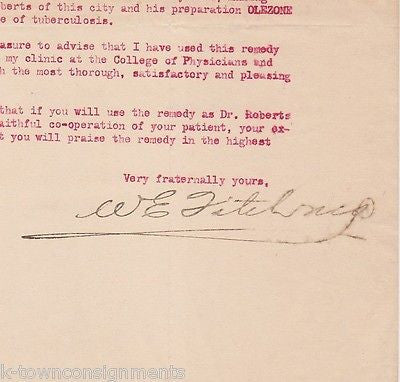 berts of this city and his preparation OLEZONE
e of tuberculosis.
asure to advise that I have used this remedy
my clinic at the College of Physicians and
h the most thorough, satisfactory and pleasing
that if you will use the remedy as Dr. Roberts
aithful co-operation of your patient, your ex-
t you will praise the remedy in the highest
Very fraternally yours,
W E Fitch
k-townconsignments